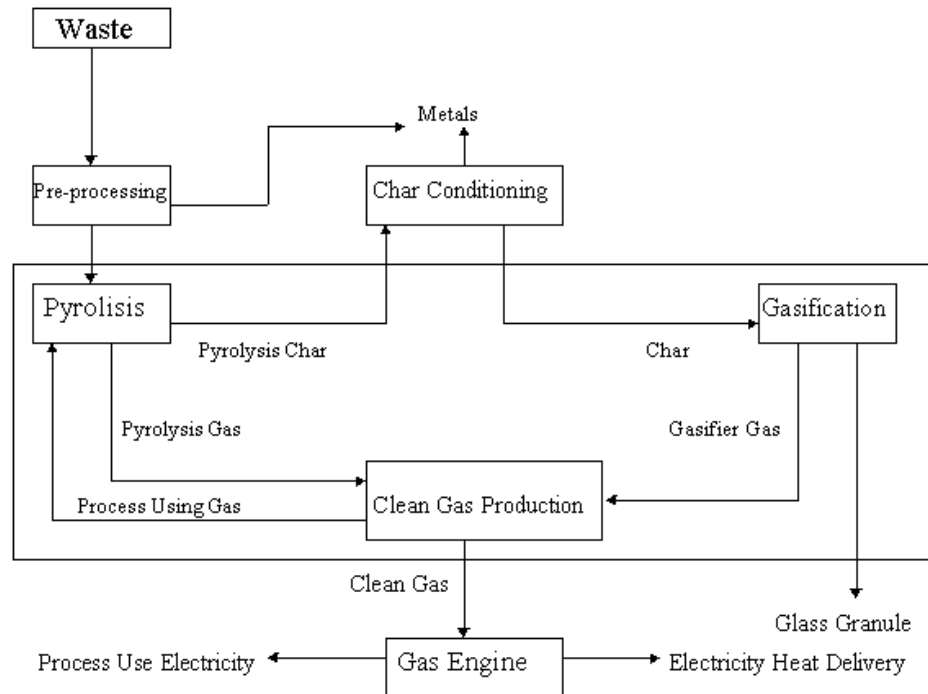 Waste
Metals
Pre-processing
Char Conditioning
Pyrolisis
Gasification
Pyrolysis Char
Char
Pyrolysis Gas
Gasifier Gas
Process Using Gas
Clean Gas Production
Clean Gas
Glass Granule
Process Use Electricity
Gas Engine
Electricity Heat Delivery